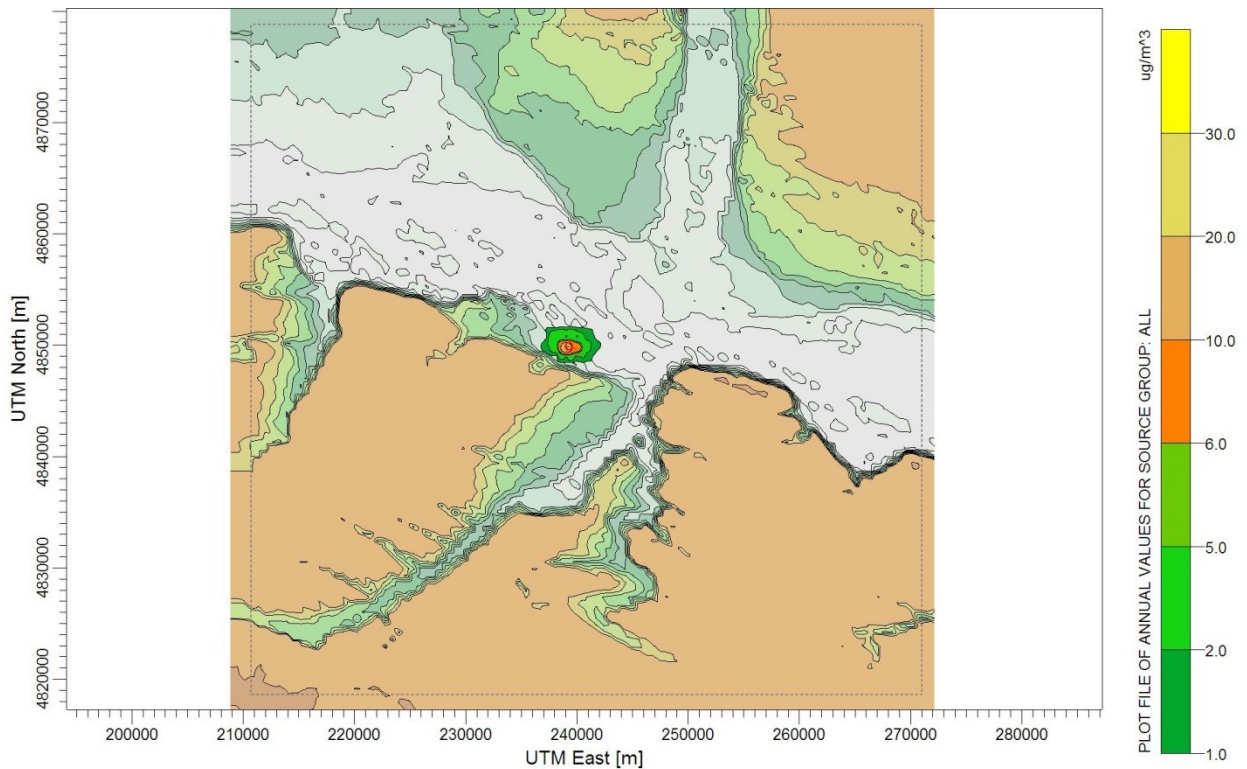 ug/m^3
30.0
20.0
10.0
6.0
5.0
2.0
1.0
PLOT FILE OF ANNUAL VALUES FOR SOURCE GROUP: ALL
UTM North [m]
4870000
4860000
4850000
4840000
4830000
4820000
200000 210000 220000 230000 240000 250000 260000 270000 280000
UTM East [m]